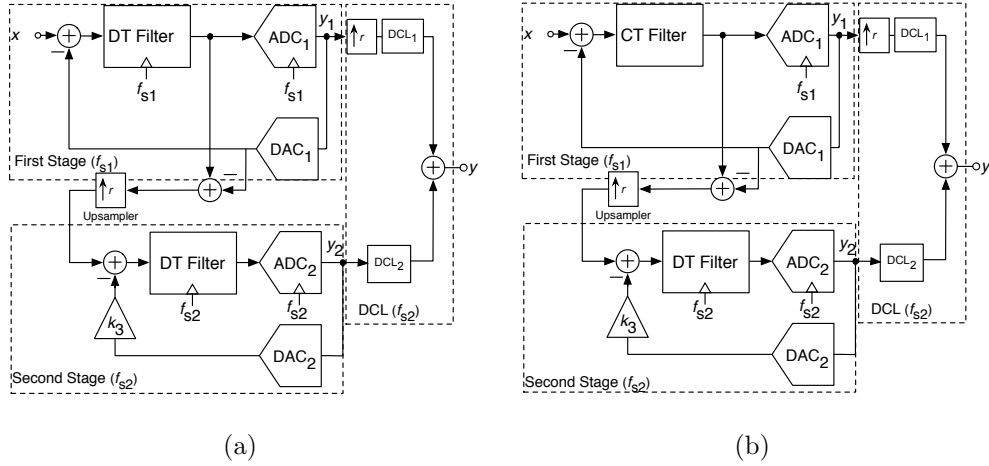 x
DT Filter
f_s1
ADC_1
f_s1
y_1
r
DCL_1
DAC_1
First Stage (f_s1)
r
Upsampler
y
DT Filter
f_s2
ADC_2
f_s2
y_2
DCL_2
k_3
DAC_2
DCL (f_s2)
Second Stage (f_s2)
(a)
x
CT Filter
ADC_1
f_s1
y_1
r
DCL_1
DAC_1
First Stage (f_s1)
r
Upsampler
y
DT Filter
f_s2
ADC_2
f_s2
y_2
DCL_2
k_3
DAC_2
DCL (f_s2)
Second Stage (f_s2)
(b)